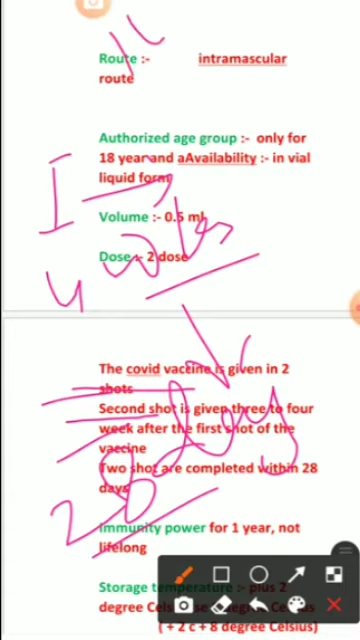 Route :- intramascular
route
Authorized age group :- only for
18 year and aAvailability :- in vial
liquid form
Volume :- 0.5 ml
Dose :- 2 dose
The covid vaccine is given in 2
shots
Second shot is given three to four
week after the first shot of the
vaccine
Two shot are completed within 28
days
28 day
Immunity power for 1 year, not
lifelong
Storage temperature :- plus 2
degree
( + 2 c + 8 degree Celsius)